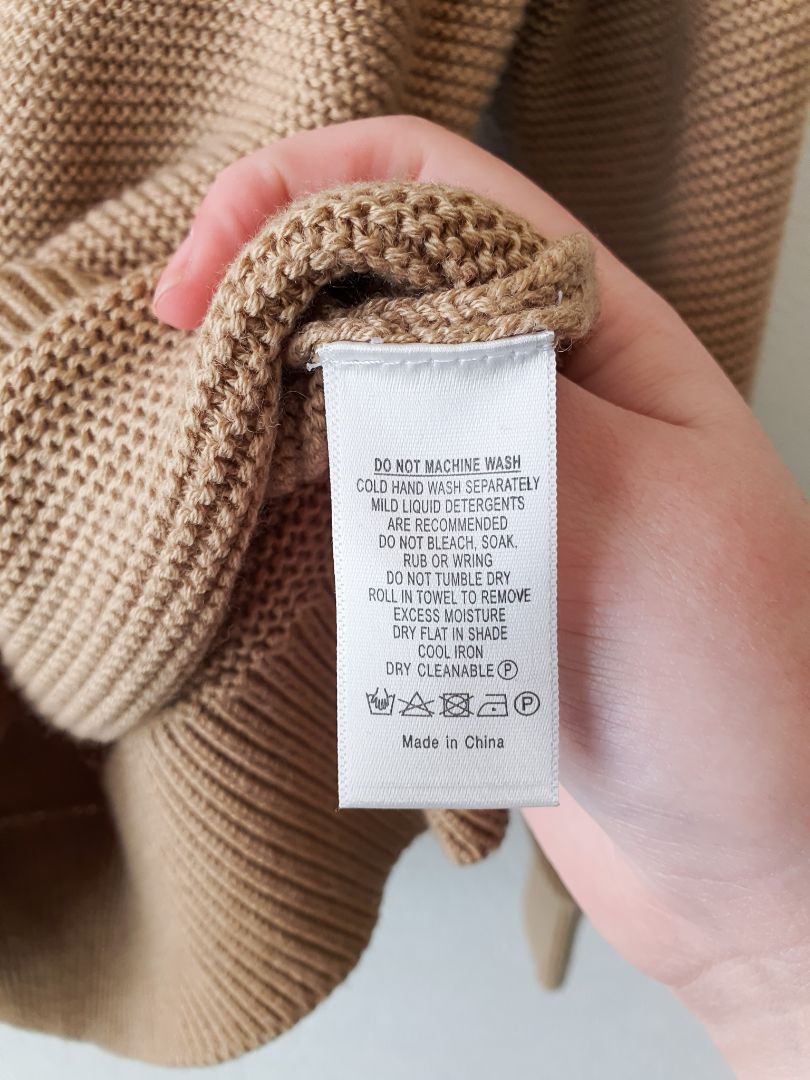 DO NOT MACHINE WASH
COLD HAND WASH SEPARATELY
MILD LIQUID DETERGENTS
ARE RECOMMENDED
DO NOT BLEACH, SOAK,
RUB OR WRING
DO NOT TUMBLE DRY
ROLL IN TOWEL TO REMOVE
EXCESS MOISTURE
DRY FLAT IN SHADE
COOL IRON
DRY CLEANABLE Ⓟ
Ⓟ
Made in China